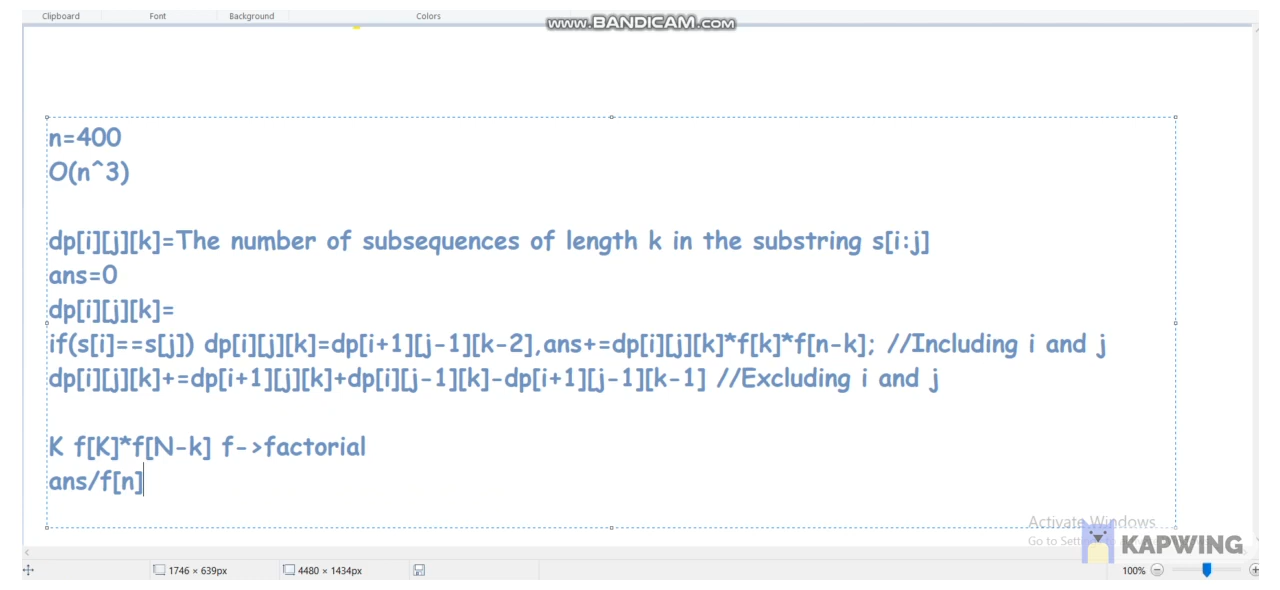 Clipboard Font Background Colors
www.BANDICAM.com
n=400
O(n^3)
dp[i][j][k]=The number of subsequences of length k in the substring s[i:j]
ans=0
dp[i][j][k]=
if(s[i]==s[j]) dp[i][j][k]=dp[i+1][j-1][k-2],ans+=dp[i][j][k]*f[k]*f[n-k]; //Including i and j
dp[i][j][k]+=dp[i+1][j][k]+dp[i][j-1][k]-dp[i+1][j-1][k-1] //Excluding i and j
K f[K]*f[N-k] f->factorial
ans/f[n]
Activate Windows
Go to Sett
KAPWING
1746 × 639px 4480 × 1434px 100%